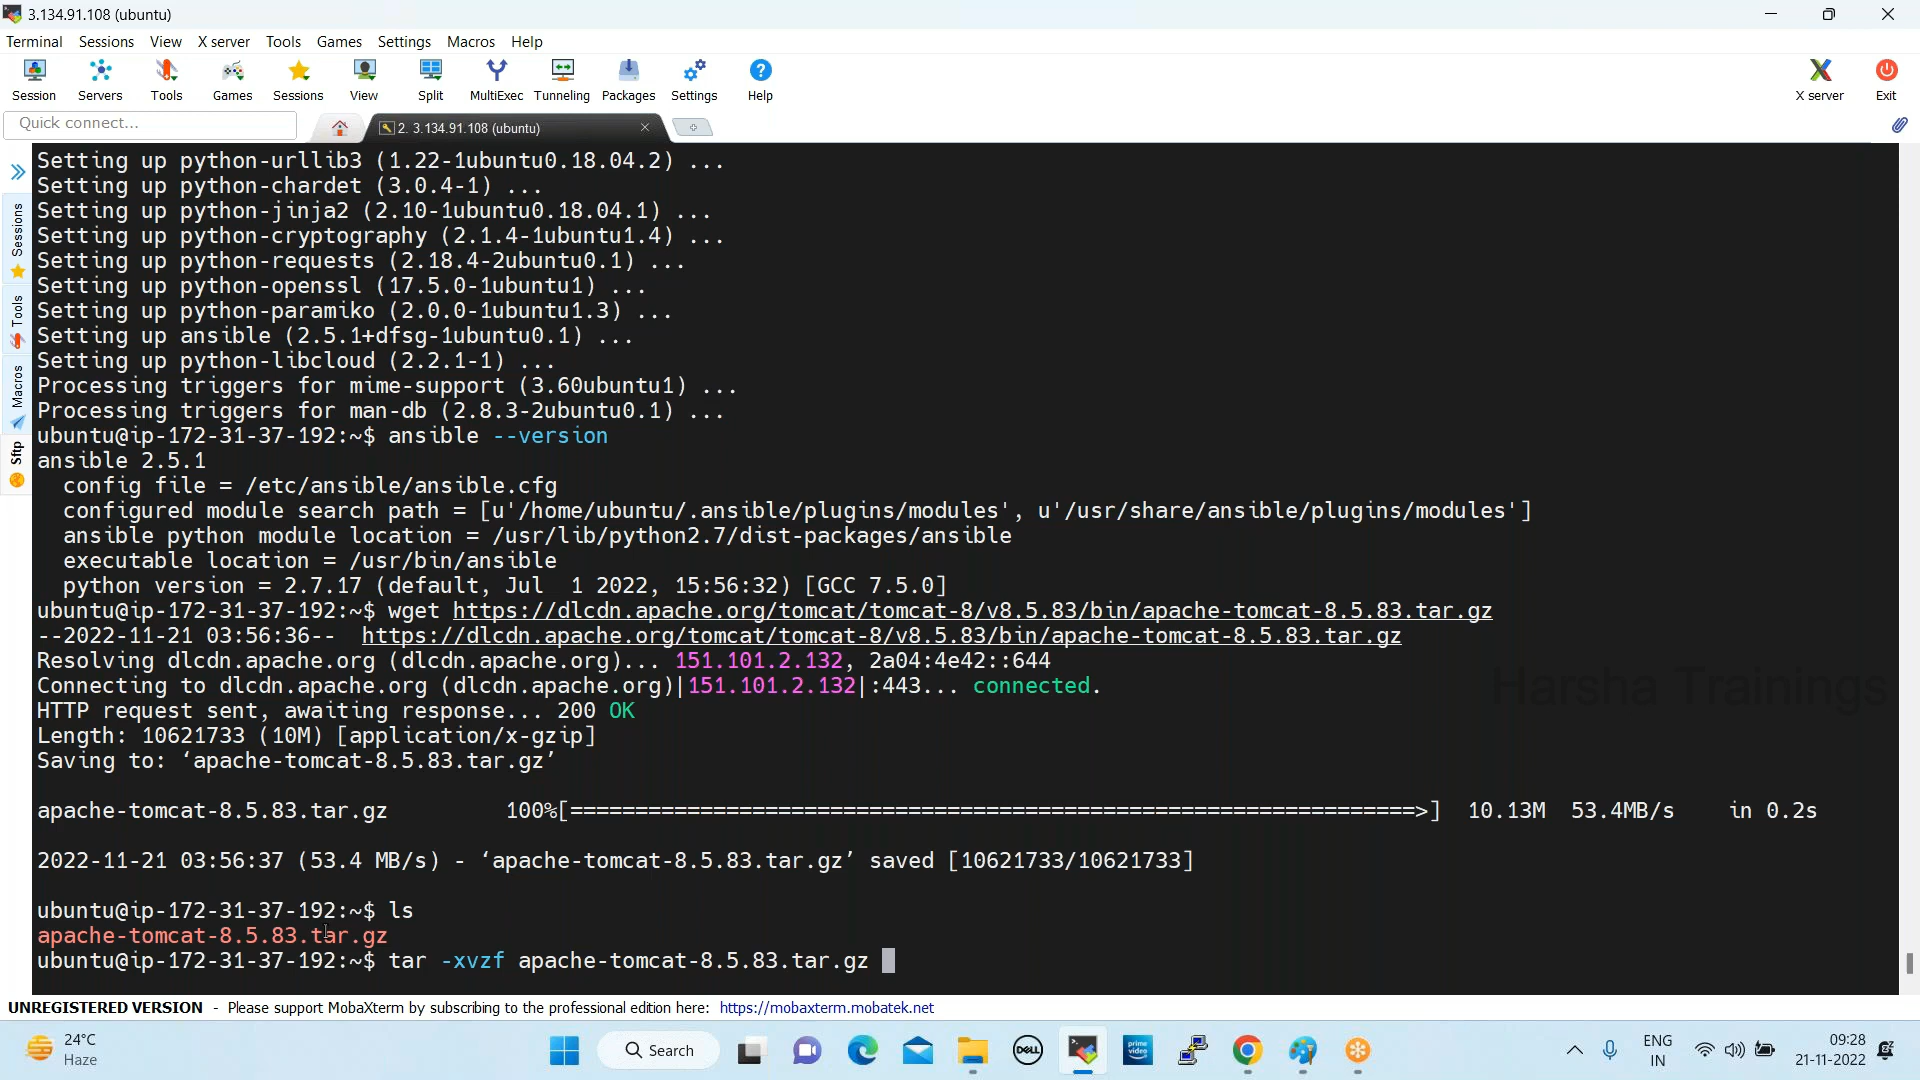 3.134.91.108 (ubuntu)
Terminal Sessions View X server Tools Games Settings Macros Help
Session Servers Tools Games Sessions View Split MultiExec Tunneling Packages Settings Help X server Exit
Quick connect...
2. 3.134.91.108 (ubuntu)
Sessions
Tools
Macros
Sftp
Setting up python-urllib3 (1.22-1ubuntu0.18.04.2) ...
Setting up python-chardet (3.0.4-1) ...
Setting up python-jinja2 (2.10-1ubuntu0.18.04.1) ...
Setting up python-cryptography (2.1.4-1ubuntu1.4) ...
Setting up python-requests (2.18.4-2ubuntu0.1) ...
Setting up python-openssl (17.5.0-1ubuntu1) ...
Setting up python-paramiko (2.0.0-1ubuntu1.3) ...
Setting up ansible (2.5.1+dfsg-1ubuntu0.1) ...
Setting up python-libcloud (2.2.1-1) ...
Processing triggers for mime-support (3.60ubuntu1) ...
Processing triggers for man-db (2.8.3-2ubuntu0.1) ...
ubuntu@ip-172-31-37-192:~$ ansible --version
ansible 2.5.1
config file = /etc/ansible/ansible.cfg
configured module search path = [u'/home/ubuntu/.ansible/plugins/modules', u'/usr/share/ansible/plugins/modules']
ansible python module location = /usr/lib/python2.7/dist-packages/ansible
executable location = /usr/bin/ansible
python version = 2.7.17 (default, Jul  1 2022, 15:56:32) [GCC 7.5.0]
ubuntu@ip-172-31-37-192:~$ wget https://dlcdn.apache.org/tomcat/tomcat-8/v8.5.83/bin/apache-tomcat-8.5.83.tar.gz
--2022-11-21 03:56:36--  https://dlcdn.apache.org/tomcat/tomcat-8/v8.5.83/bin/apache-tomcat-8.5.83.tar.gz
Resolving dlcdn.apache.org (dlcdn.apache.org)... 151.101.2.132, 2a04:4e42::644
Connecting to dlcdn.apache.org (dlcdn.apache.org)|151.101.2.132|:443... connected.
HTTP request sent, awaiting response... 200 OK
Length: 10621733 (10M) [application/x-gzip]
Saving to: ‘apache-tomcat-8.5.83.tar.gz’
apache-tomcat-8.5.83.tar.gz 100%[=================================================================>] 10.13M 53.4MB/s in 0.2s
2022-11-21 03:56:37 (53.4 MB/s) - ‘apache-tomcat-8.5.83.tar.gz’ saved [10621733/10621733]
ubuntu@ip-172-31-37-192:~$ ls
apache-tomcat-8.5.83.tar.gz
ubuntu@ip-172-31-37-192:~$ tar -xvzf apache-tomcat-8.5.83.tar.gz
Harsha Trainings
UNREGISTERED VERSION - Please support MobaXterm by subscribing to the professional edition here: https://mobaxterm.mobatek.net
24°C
Haze
Search
DELL
prime video
ENG
IN
09:28
21-11-2022